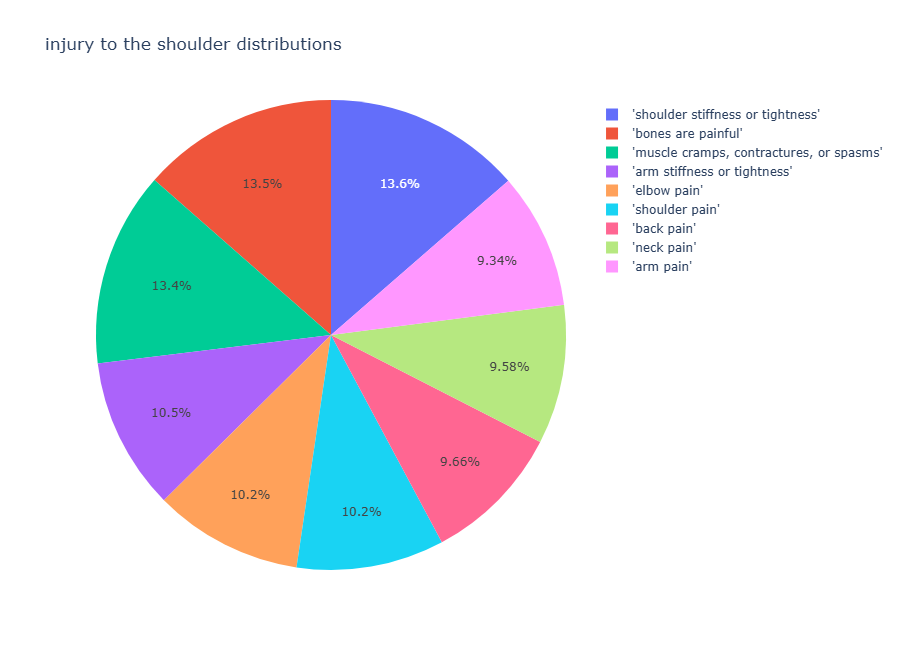 injury to the shoulder distributions
'shoulder stiffness or tightness'
'bones are painful'
'muscle cramps, contractures, or spasms'
'arm stiffness or tightness'
'elbow pain'
'shoulder pain'
'back pain'
'neck pain'
'arm pain'
13.5%
13.6%
9.34%
13.4%
9.58%
10.5%
9.66%
10.2%
10.2%